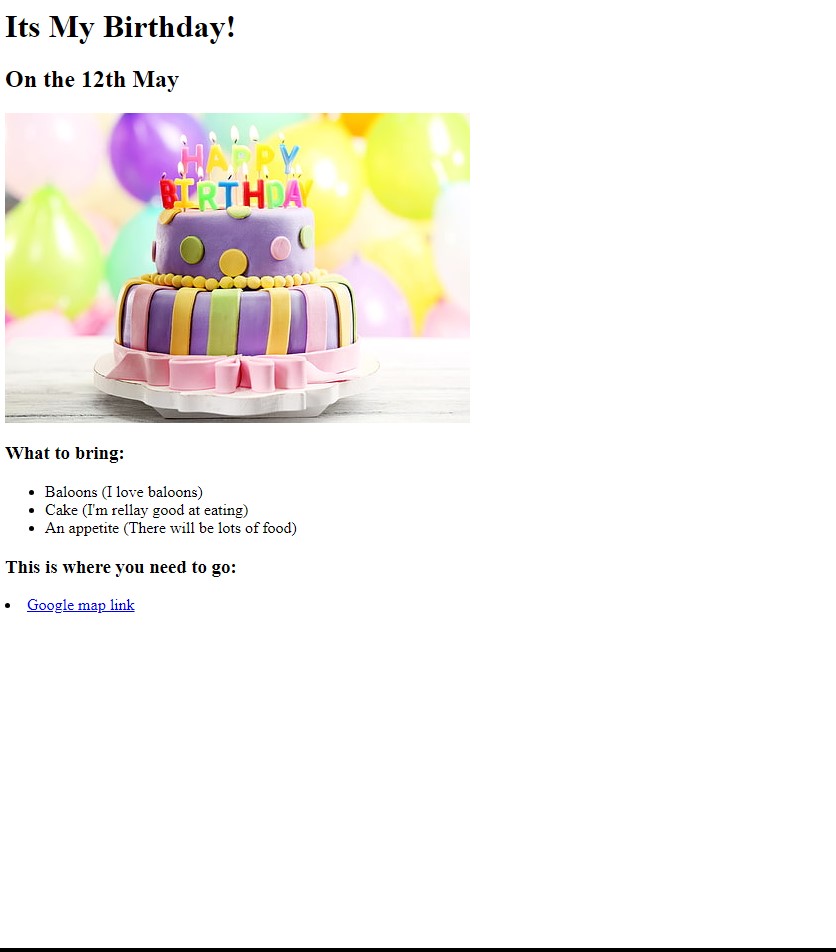 Its My Birthday!
On the 12th May
HAPPY
BIRTHDAY
What to bring:
Baloons (I love baloons)
Cake (I'm rellay good at eating)
An appetite (There will be lots of food)
This is where you need to go:
Google map link